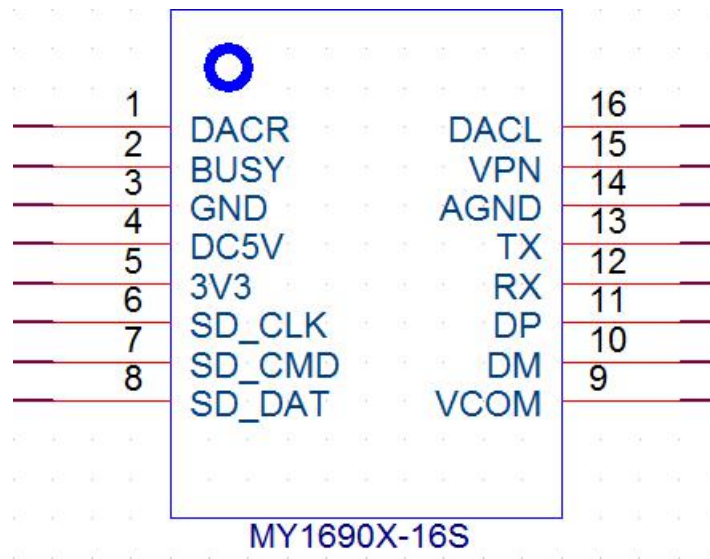 1 16
DACR DACL
2 15
BUSY VPN
3 14
GND AGND
4 13
DC5V TX
5 12
3V3 RX
6 11
SD_CLK DP
7 10
SD_CMD DM
8 9
SD_DAT VCOM
MY1690X-16S